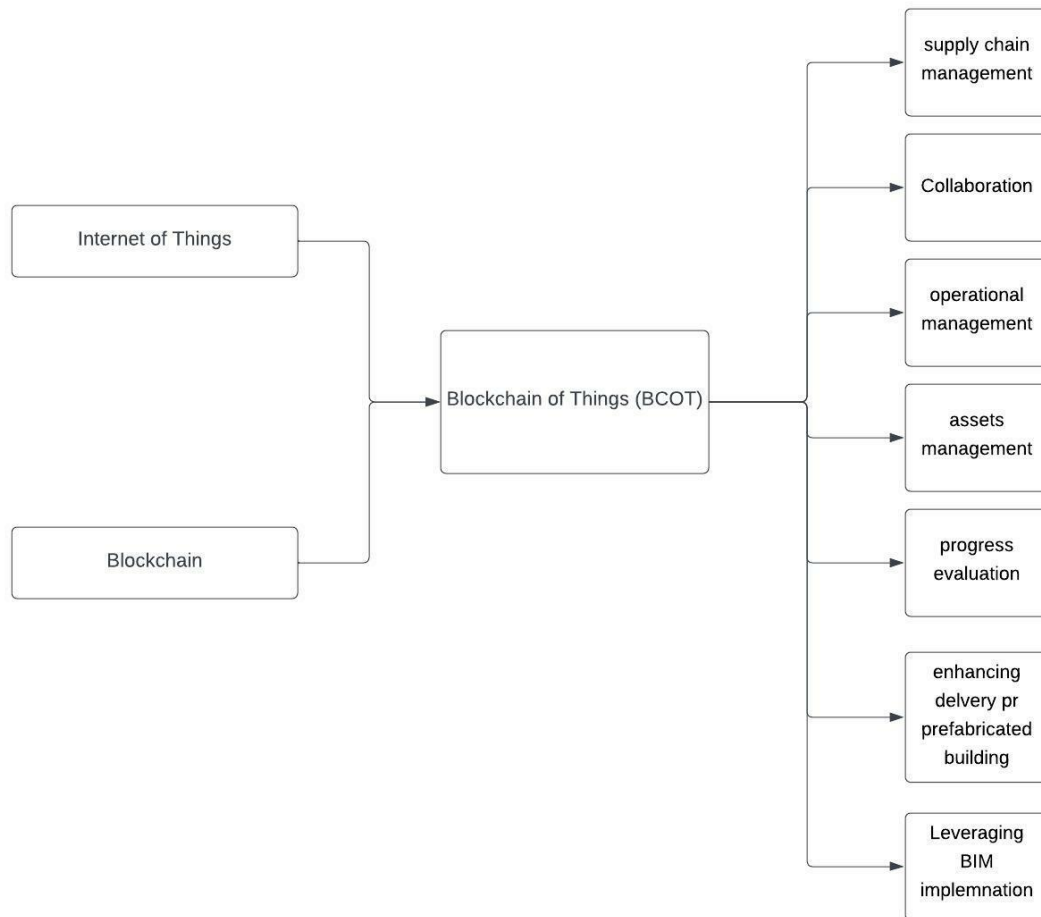 supply chain
management
Collaboration
Internet of Things
operational
management
Blockchain of Things (BCOT)
assets
management
Blockchain
progress
evaluation
enhancing
delvery pr
prefabricated
building
Leveraging
BIM
implemnation